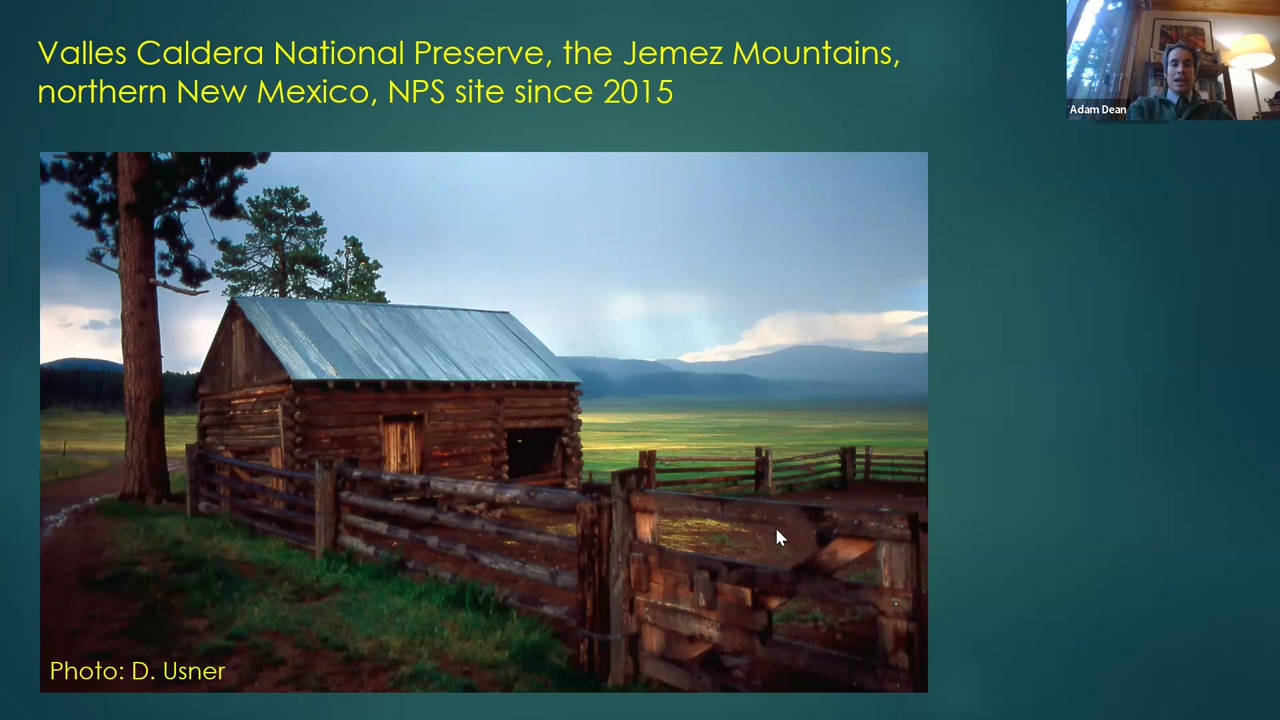 Valles Caldera National Preserve, the Jemez Mountains,
northern New Mexico, NPS site since 2015
Adam Dean
Photo: D. Usner